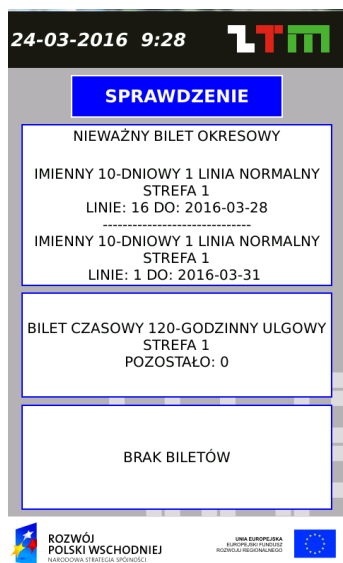 24-03-2016 9:28
ZTM
SPRAWDZENIE
NIEWAŻNY BILET OKRESOWY
IMIENNY 10-DNIOWY 1 LINIA NORMALNY
STREFA 1
LINIE: 16 DO: 2016-03-28
------------------------------
IMIENNY 10-DNIOWY 1 LINIA NORMALNY
STREFA 1
LINIE: 1 DO: 2016-03-31
BILET CZASOWY 120-GODZINNY ULGOWY
STREFA 1
POZOSTAŁO: 0
BRAK BILETÓW
ROZWÓJ
POLSKI WSCHODNIEJ
NARODOWA STRATEGIA SPÓJNOŚCI
UNIA EUROPEJSKA
EUROPEJSKI FUNDUSZ
ROZWOJU REGIONALNEGO